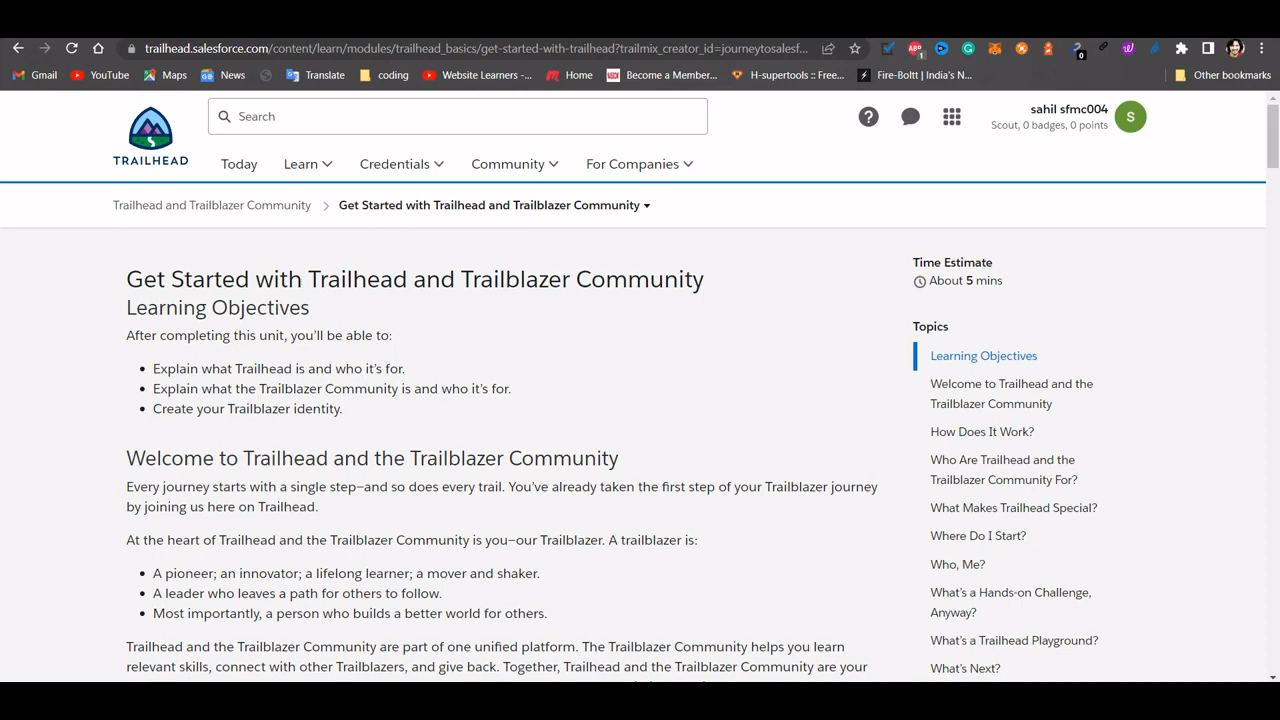 trailhead.salesforce.com/content/learn/modules/trailhead_basics/get-started-with-trailhead?trailmix_creator_id=journeytosalesf...
ABP
1
0
Gmail
YouTube
Maps
News
Translate
coding
Website Learners -...
Home
Become a Member...
H-supertools :: Free...
Fire-Boltt | India's N...
Other bookmarks
TRAILHEAD
Search
sahil sfmc004
Scout, 0 badges, 0 points
S
Today
Learn
Credentials
Community
For Companies
Trailhead and Trailblazer Community
Get Started with Trailhead and Trailblazer Community
Get Started with Trailhead and Trailblazer Community
Learning Objectives
After completing this unit, you'll be able to:
• Explain what Trailhead is and who it's for.
• Explain what the Trailblazer Community is and who it's for.
• Create your Trailblazer identity.
Welcome to Trailhead and the Trailblazer Community
Every journey starts with a single step—and so does every trail. You've already taken the first step of your Trailblazer journey
by joining us here on Trailhead.
At the heart of Trailhead and the Trailblazer Community is you—our Trailblazer. A trailblazer is:
• A pioneer; an innovator; a lifelong learner; a mover and shaker.
• A leader who leaves a path for others to follow.
• Most importantly, a person who builds a better world for others.
Trailhead and the Trailblazer Community are part of one unified platform. The Trailblazer Community helps you learn
relevant skills, connect with other Trailblazers, and give back. Together, Trailhead and the Trailblazer Community are your
Time Estimate
About 5 mins
Topics
Learning Objectives
Welcome to Trailhead and the
Trailblazer Community
How Does It Work?
Who Are Trailhead and the
Trailblazer Community For?
What Makes Trailhead Special?
Where Do I Start?
Who, Me?
What's a Hands-on Challenge,
Anyway?
What's a Trailhead Playground?
What's Next?